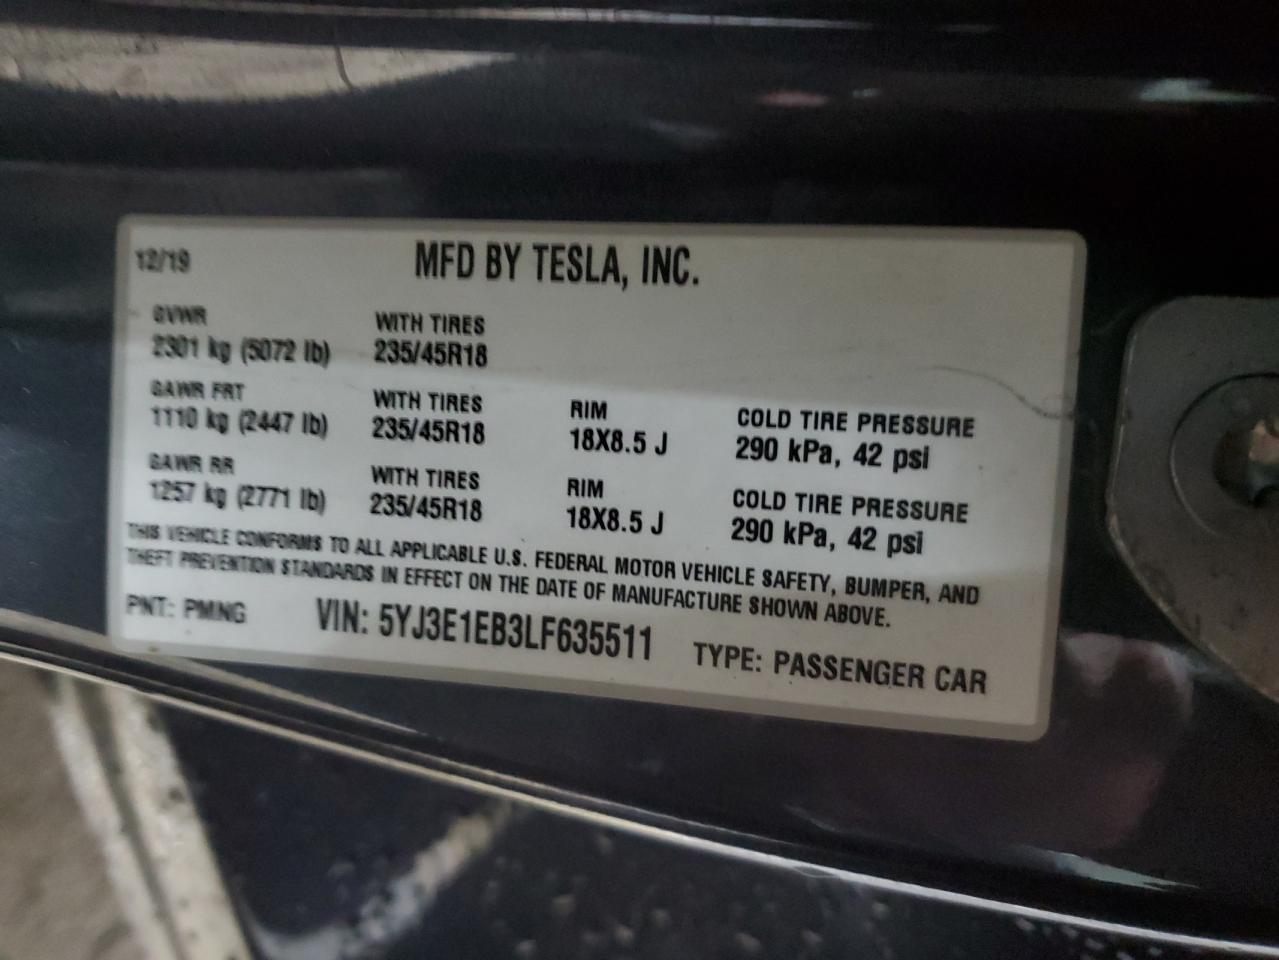 12/19
MFD BY TESLA, INC.
GVWR
2301 kg (5072 lb)
WITH TIRES
235/45R18
GAWR FRT
1110 kg (2447 lb)
WITH TIRES
235/45R18
RIM
18X8.5 J
COLD TIRE PRESSURE
290 kPa, 42 psi
GAWR RR
1257 kg (2771 lb)
WITH TIRES
235/45R18
RIM
18X8.5 J
COLD TIRE PRESSURE
290 kPa, 42 psi
THIS VEHICLE CONFORMS TO ALL APPLICABLE U.S. FEDERAL MOTOR VEHICLE SAFETY, BUMPER, AND
THEFT PREVENTION STANDARDS IN EFFECT ON THE DATE OF MANUFACTURE SHOWN ABOVE.
PNT: PMNG
VIN: 5YJ3E1EB3LF635511
TYPE: PASSENGER CAR